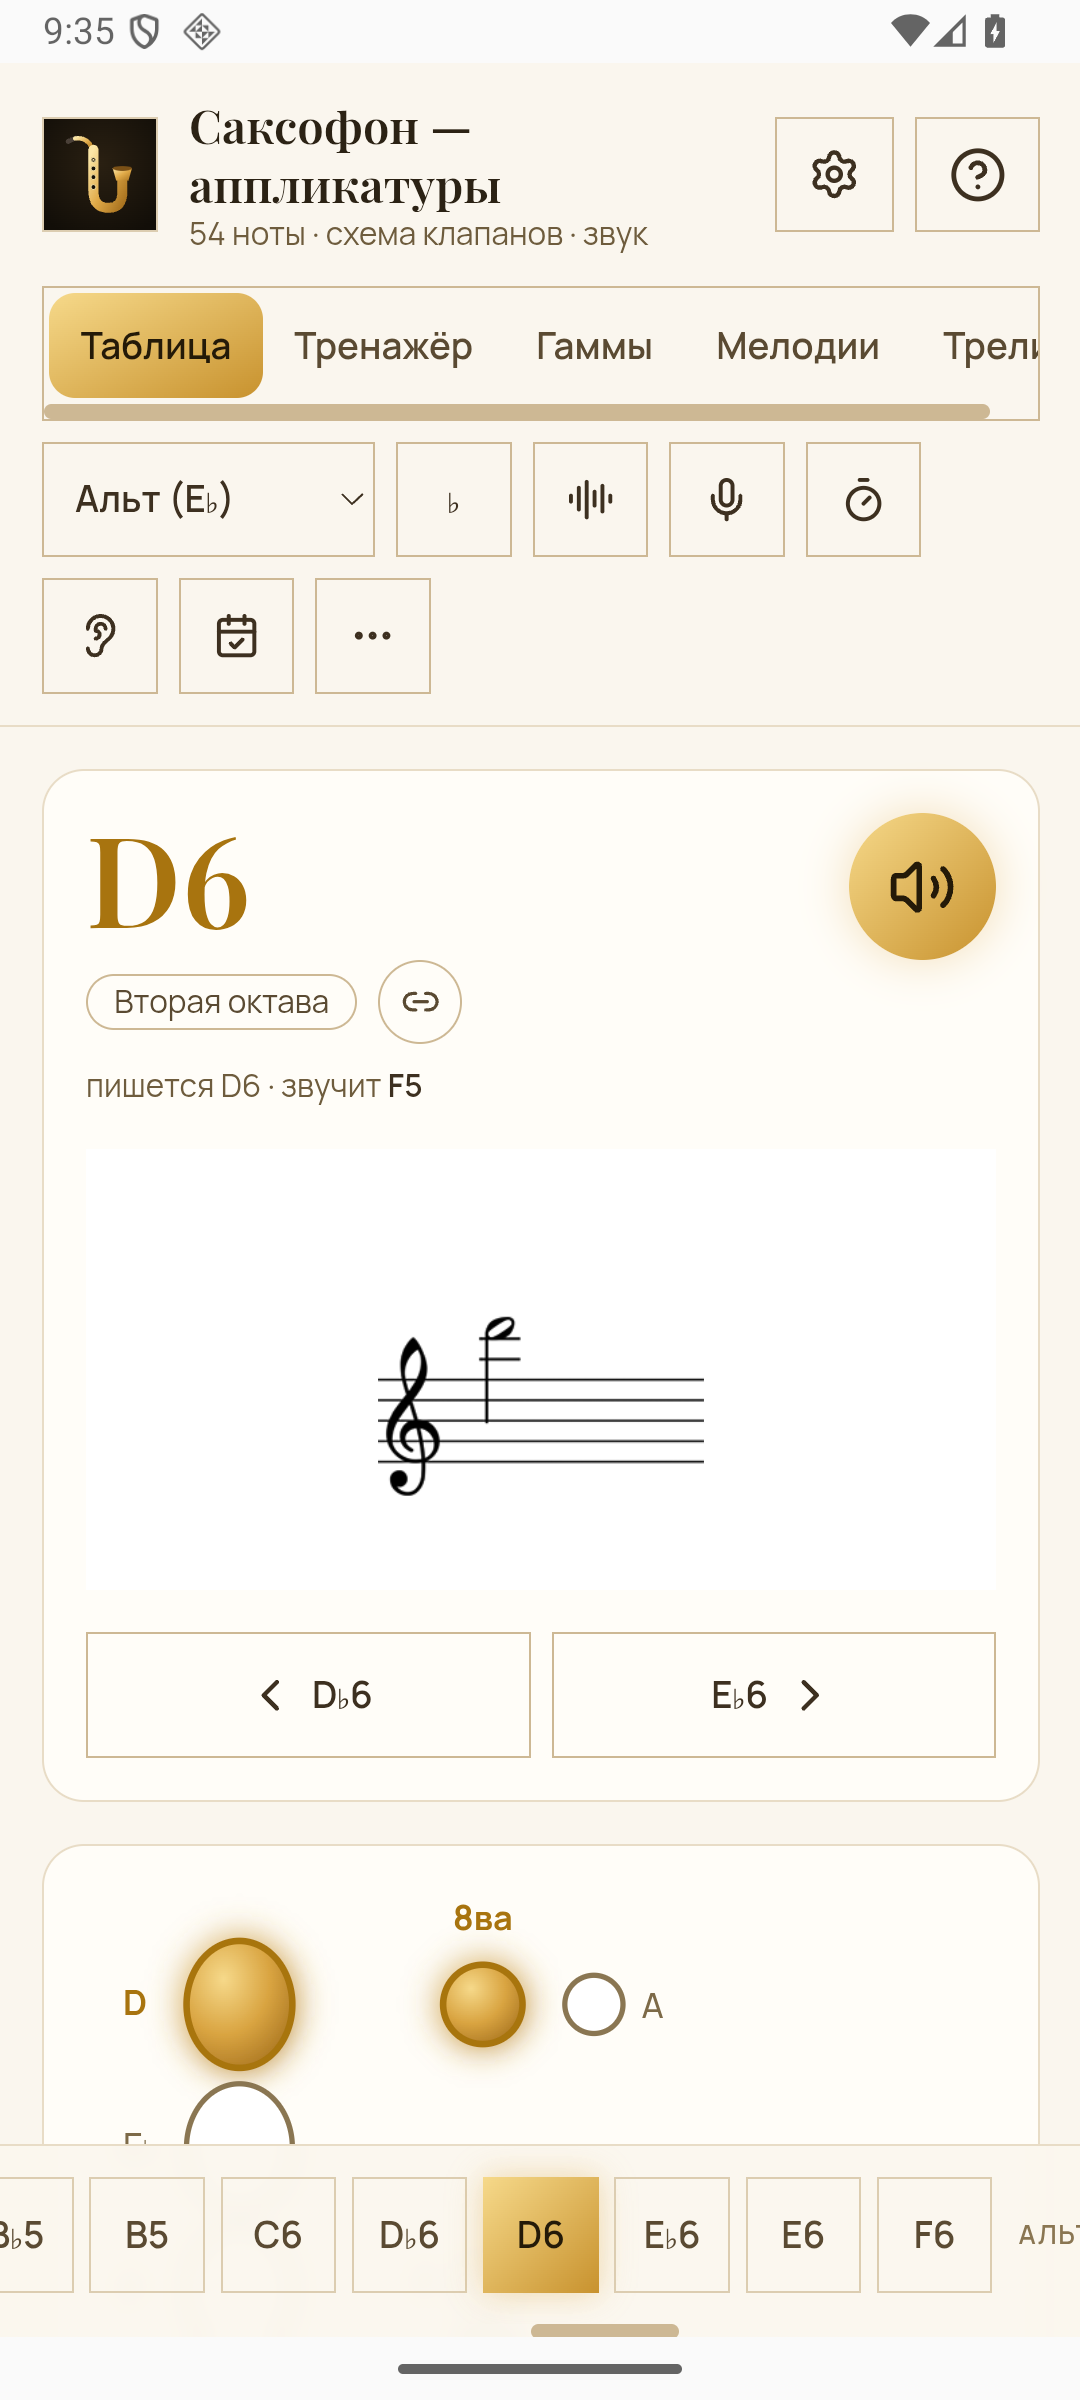 9:35
Саксофон —
аппликатуры
54 ноты · схема клапанов · звук
Таблица Тренажёр Гаммы Мелодии
Альт (E♭) ♭
D6
Вторая октава
пишется D6 · звучит F5
D♭6 E♭6
8ва
D A
B♭5 B5 C6 D♭6 D6 E♭6 E6 F6